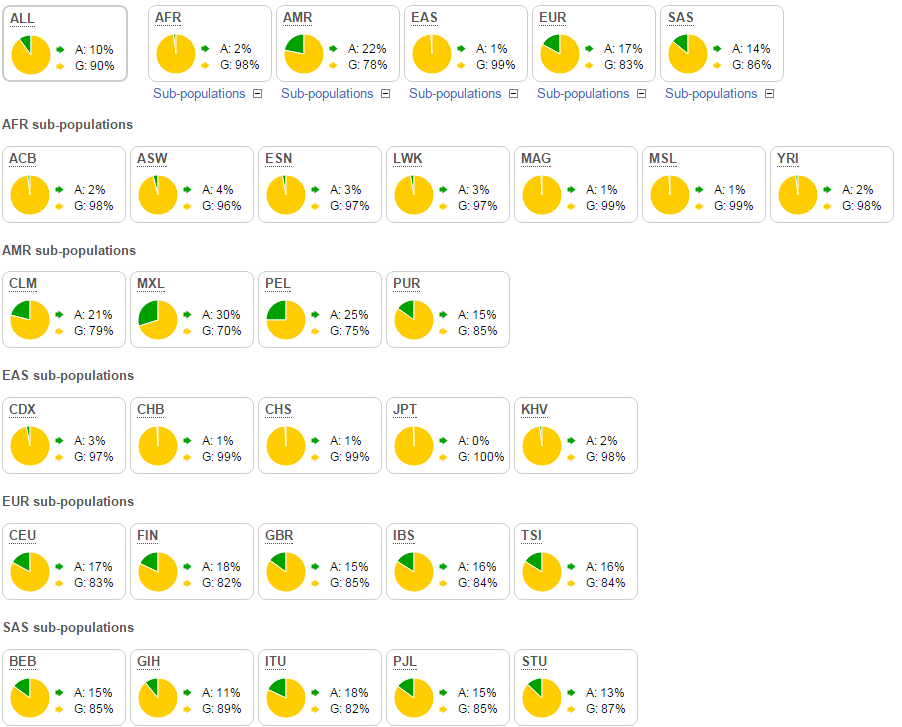 ALL AFR AMR EAS EUR SAS
A: 10% A: 2% A: 22% A: 1% A: 17% A: 14%
G: 90% G: 98% G: 78% G: 99% G: 83% G: 86%
Sub-populations Sub-populations Sub-populations Sub-populations Sub-populations
AFR sub-populations
ACB ASW ESN LWK MAG MSL YRI
A: 2% A: 4% A: 3% A: 3% A: 1% A: 1% A: 2%
G: 98% G: 96% G: 97% G: 97% G: 99% G: 99% G: 98%
AMR sub-populations
CLM MXL PEL PUR
A: 21% A: 30% A: 25% A: 15%
G: 79% G: 70% G: 75% G: 85%
EAS sub-populations
CDX CHB CHS JPT KHV
A: 3% A: 1% A: 1% A: 0% A: 2%
G: 97% G: 99% G: 99% G: 100% G: 98%
EUR sub-populations
CEU FIN GBR IBS TSI
A: 17% A: 18% A: 15% A: 16% A: 16%
G: 83% G: 82% G: 85% G: 84% G: 84%
SAS sub-populations
BEB GIH ITU PJL STU
A: 15% A: 11% A: 18% A: 15% A: 13%
G: 85% G: 89% G: 82% G: 85% G: 87%